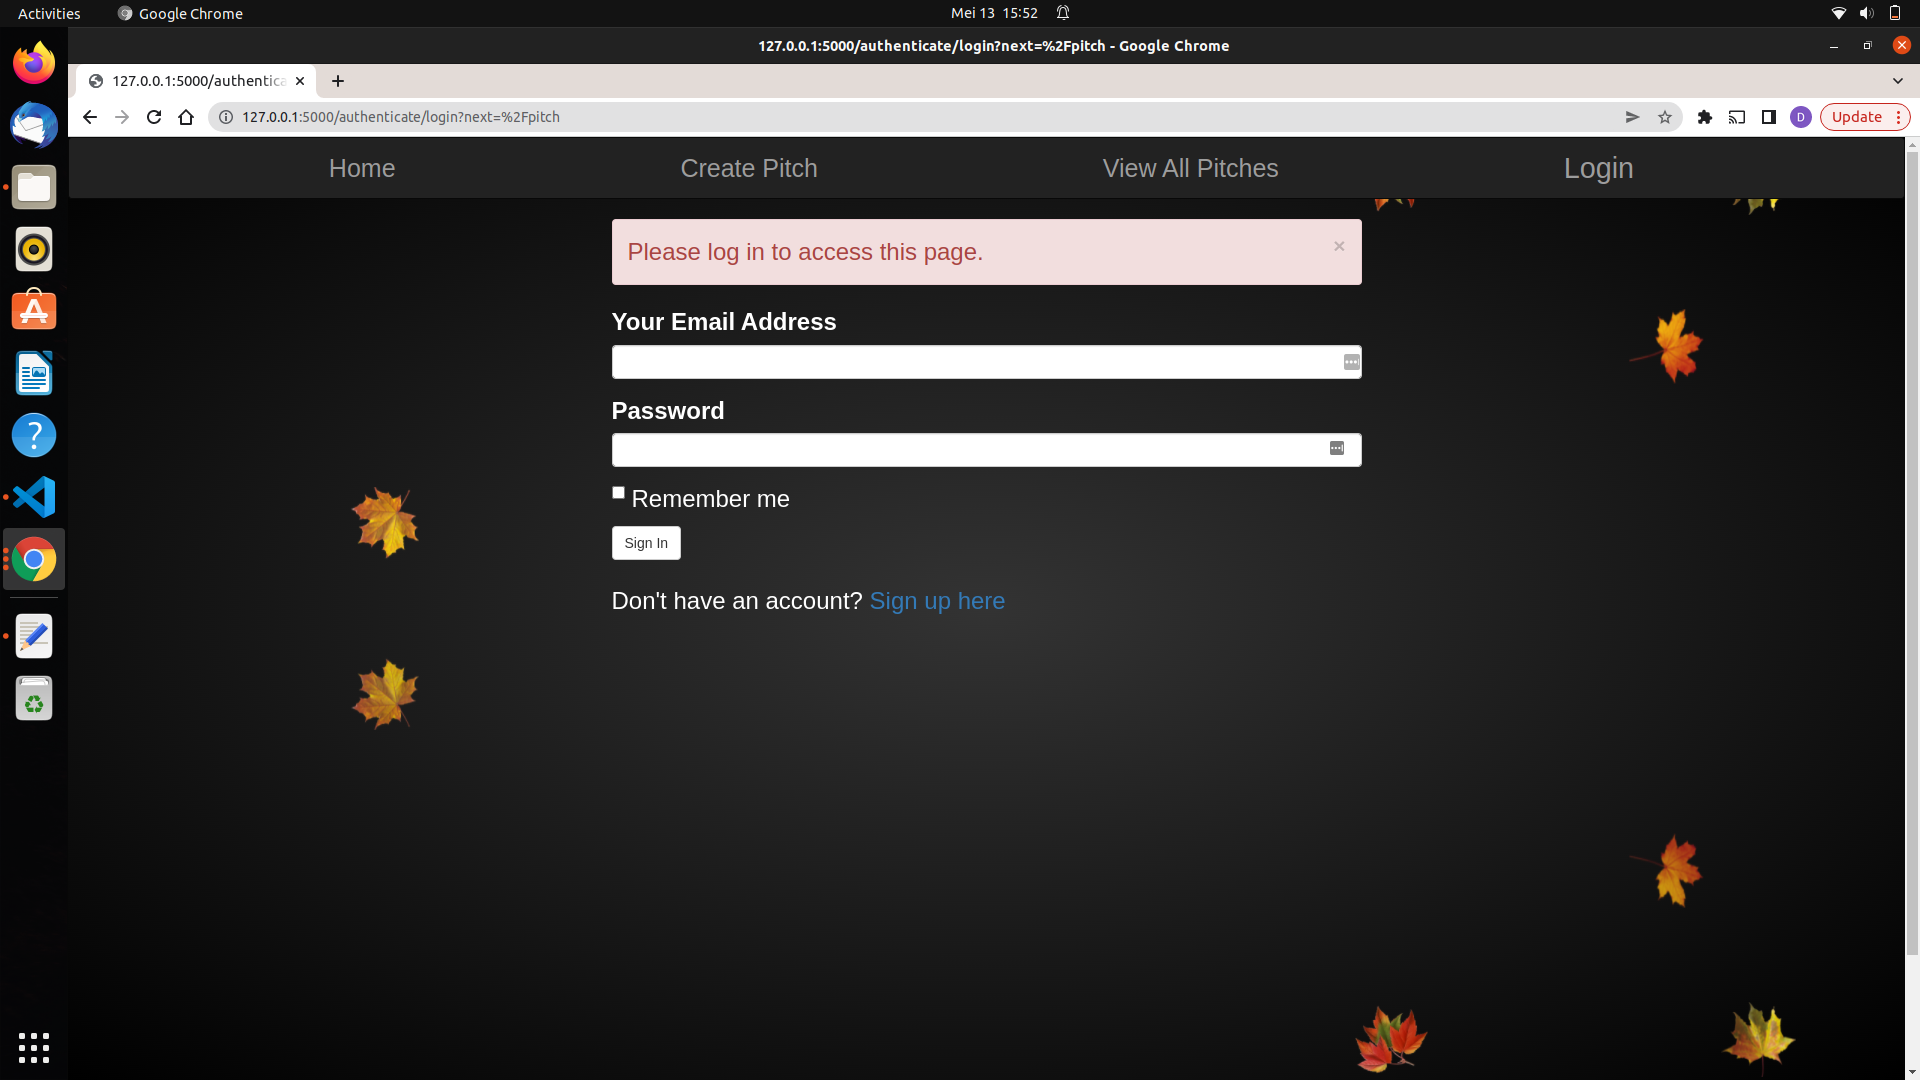 Activities
Google Chrome
Mei 13 15:52
127.0.0.1:5000/authenticate/login?next=%2Fpitch - Google Chrome
127.0.0.1:5000/authentica
127.0.0.1:5000/authenticate/login?next=%2Fpitch
D
Update
Home
Create Pitch
View All Pitches
Login
Please log in to access this page.
×
Your Email Address
Password
Remember me
Sign In
Don't have an account? Sign up here